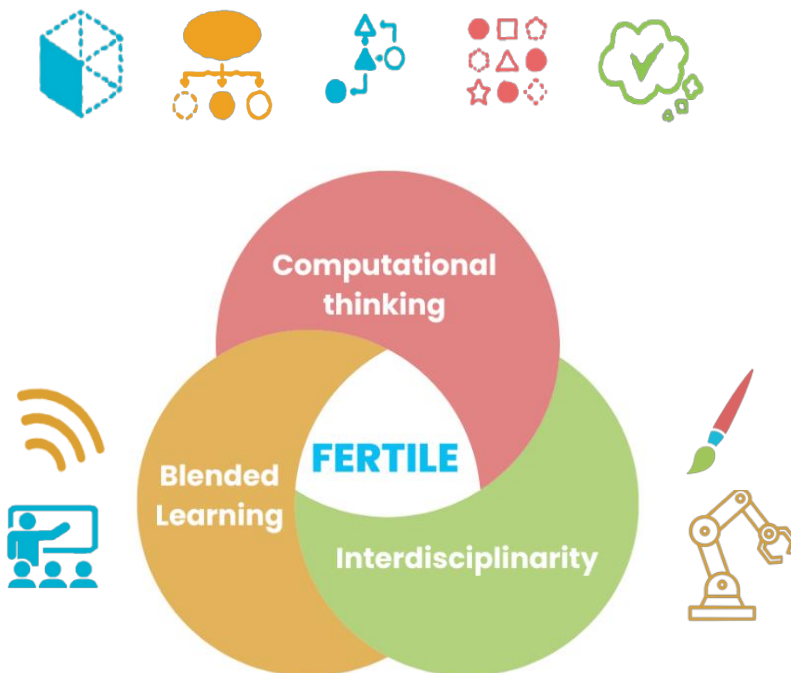 Computational
thinking
FERTILE
Blended
Learning
Interdisciplinarity